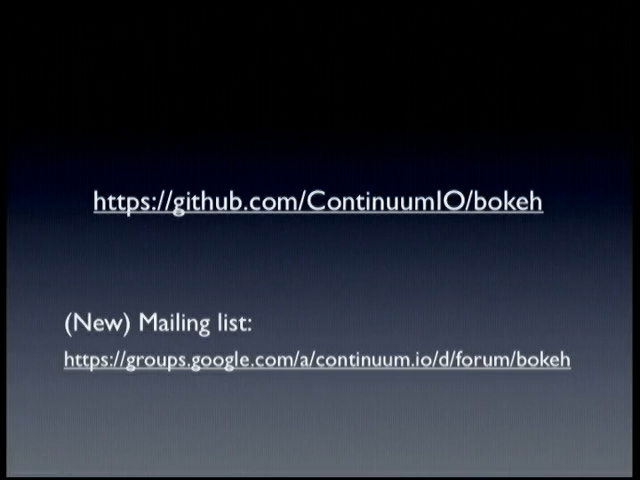 https://github.com/ContinuumIO/bokeh
(New) Mailing list:
https://groups.google.com/a/continuum.io/d/forum/bokeh